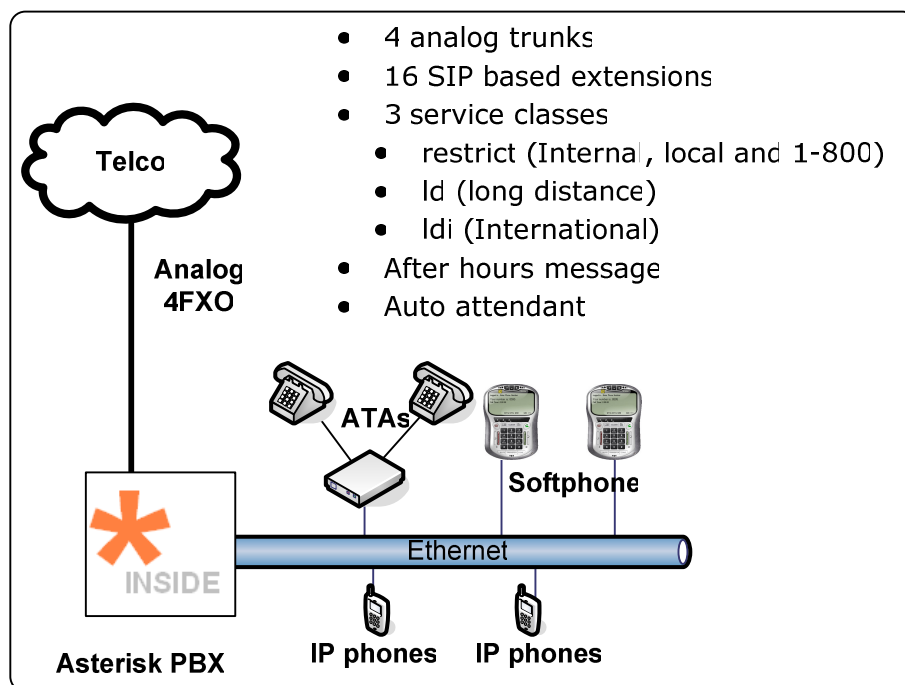 • 4 analog trunks
• 16 SIP based extensions
• 3 service classes
• restrict (Internal, local and 1-800)
• ld (long distance)
• ldi (International)
• After hours message
• Auto attendant
Telco
Analog
4FXO
ATAs
Softphone
Ethernet
INSIDE
IP phones
IP phones
Asterisk PBX